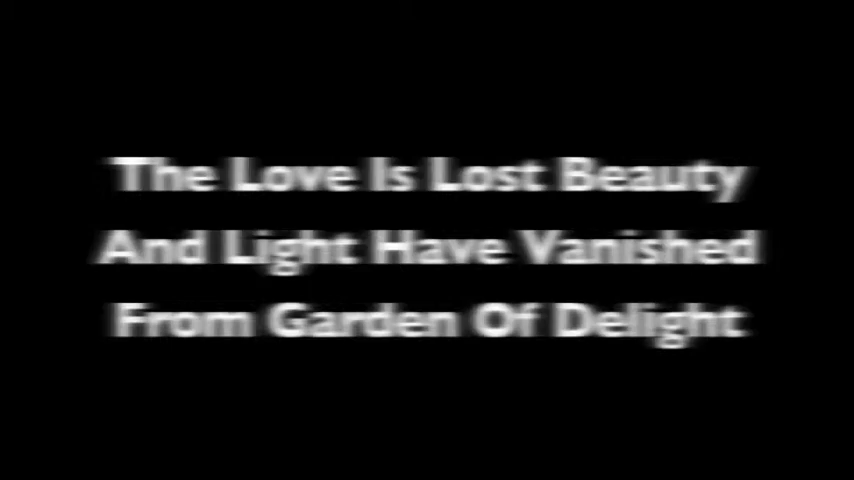 The Love Is Lost Beauty
And Light Have Vanished
From Garden Of Delight